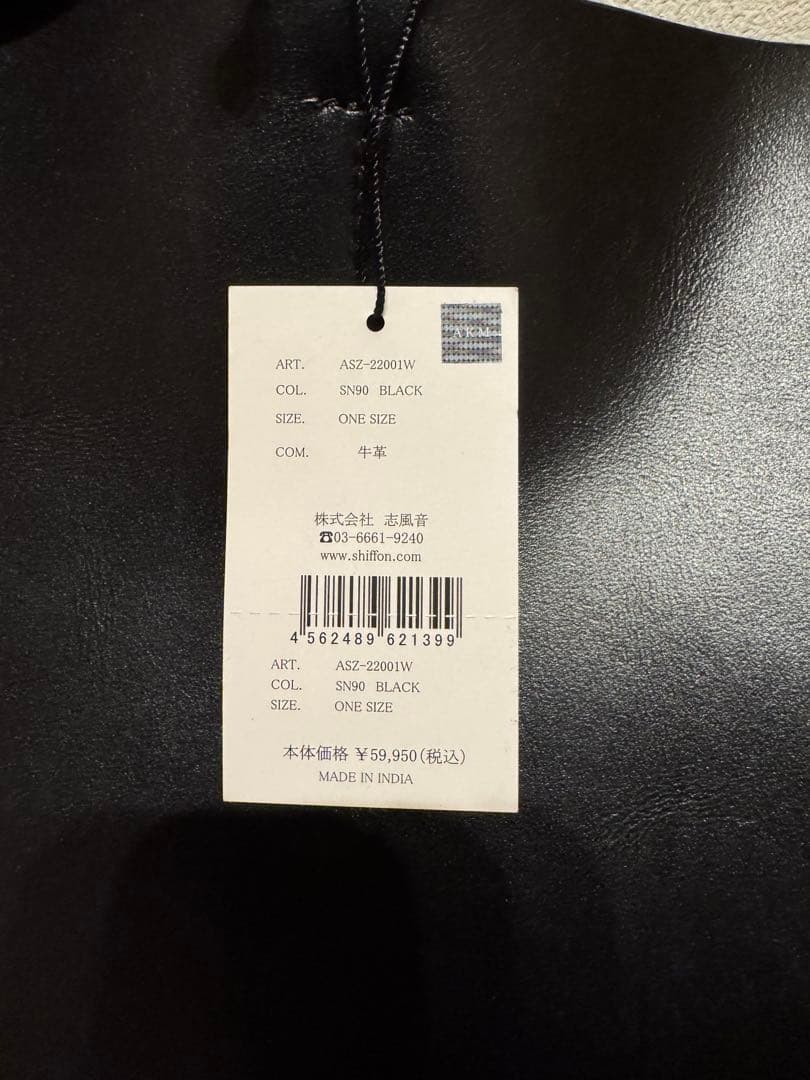 AKM
ART. ASZ-22001W
COL. SN90 BLACK
SIZE. ONE SIZE
COM. 牛革
株式会社 志風音
☎03-6661-9240
www.shiffon.com
4 562489 621399
ART. ASZ-22001W
COL. SN90 BLACK
SIZE. ONE SIZE
本体価格 ¥59,950(税込)
MADE IN INDIA